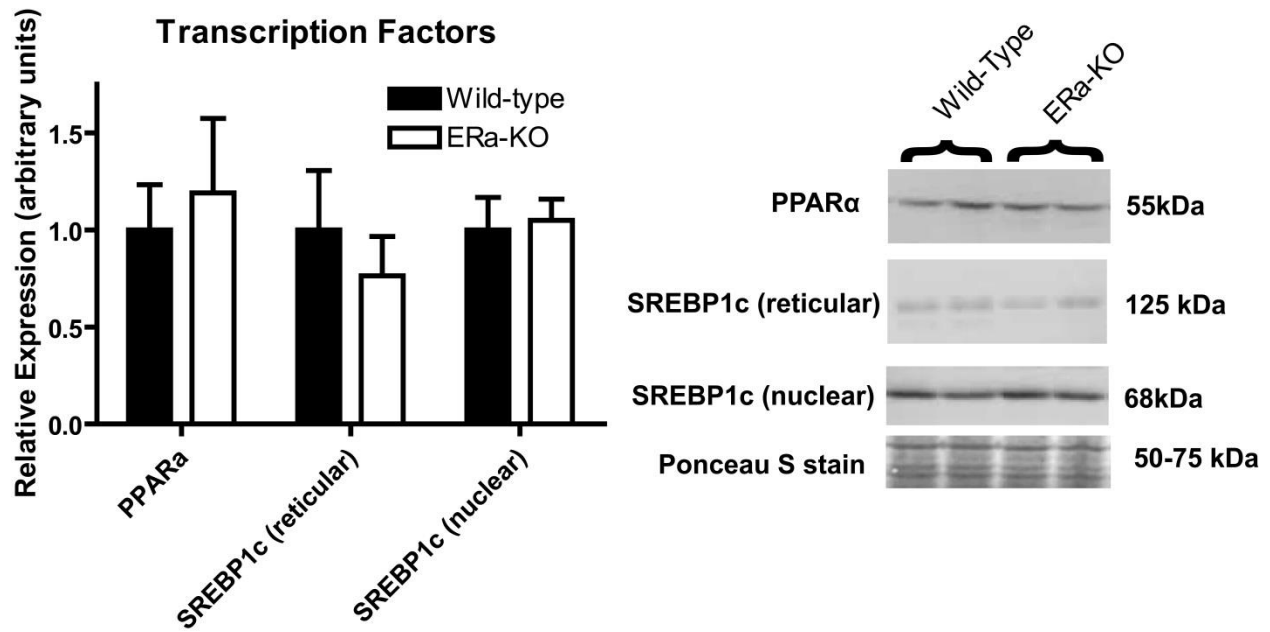 Transcription Factors
Relative Expression (arbitrary units)
1.5
1.0
0.5
0.0
Wild-type
ERa-KO
PPARa
SREBP1c (reticular)
SREBP1c (nuclear)
Wild-Type
ERa-KO
PPARα
55kDa
SREBP1c (reticular)
125 kDa
SREBP1c (nuclear)
68kDa
Ponceau S stain
50-75 kDa